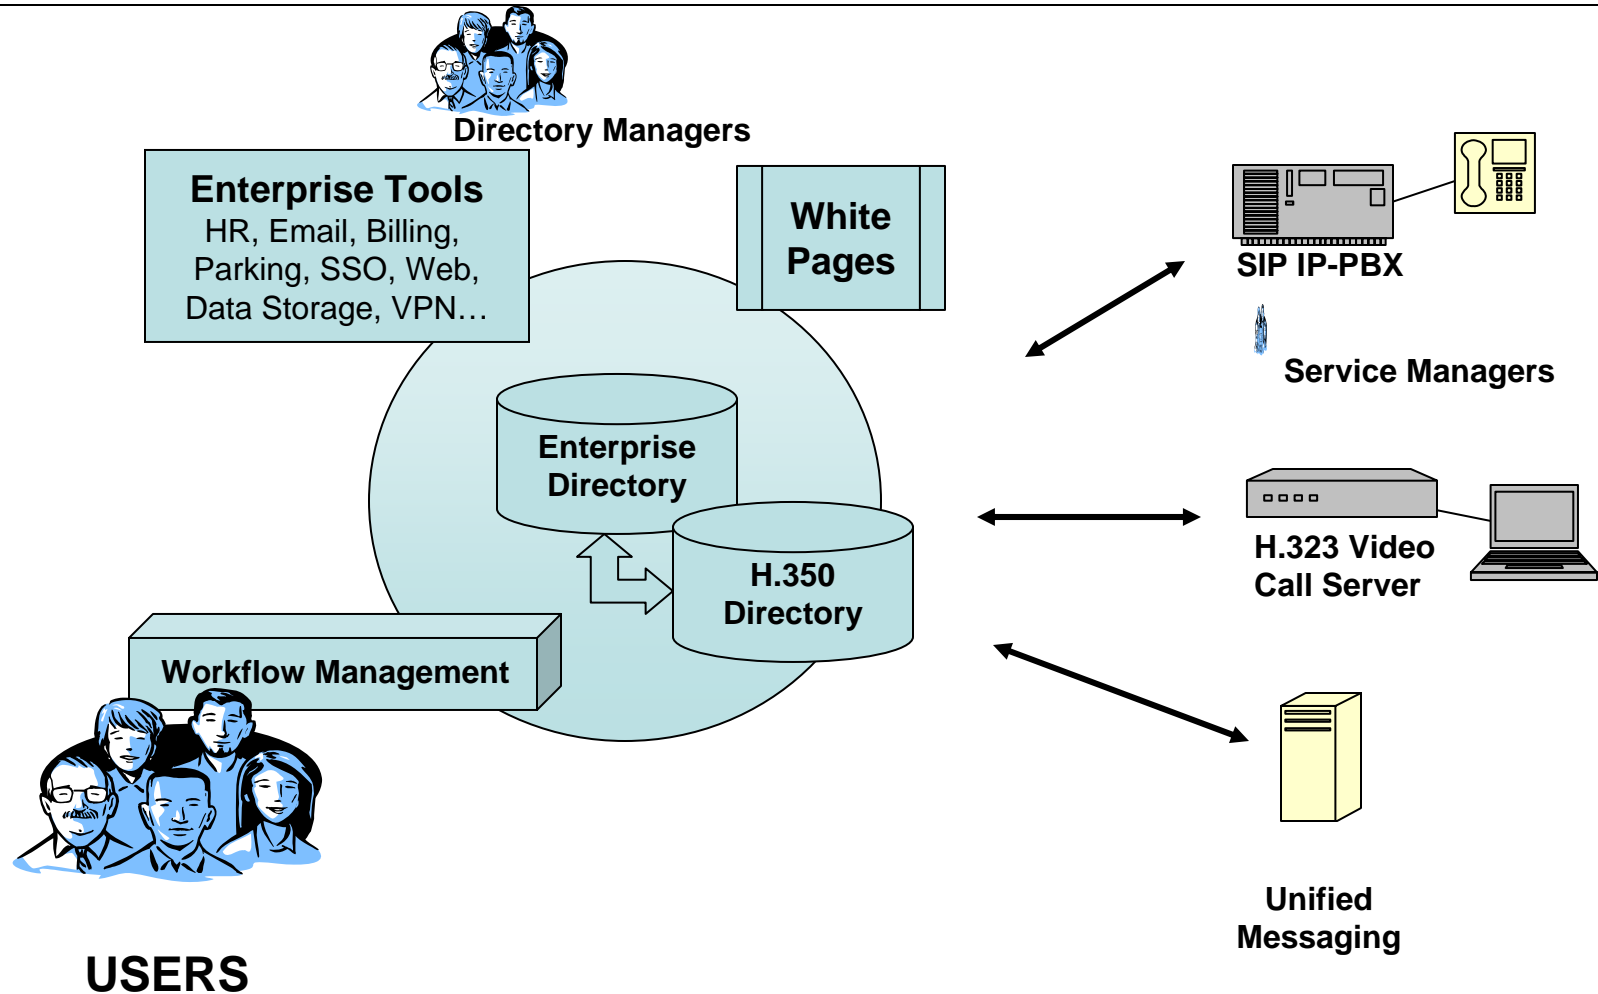 Directory Managers
Enterprise Tools
HR, Email, Billing,
Parking, SSO, Web,
Data Storage, VPN…
White
Pages
SIP IP-PBX
Service Managers
Enterprise
Directory
H.350
Directory
H.323 Video
Call Server
Workflow Management
Unified
Messaging
USERS